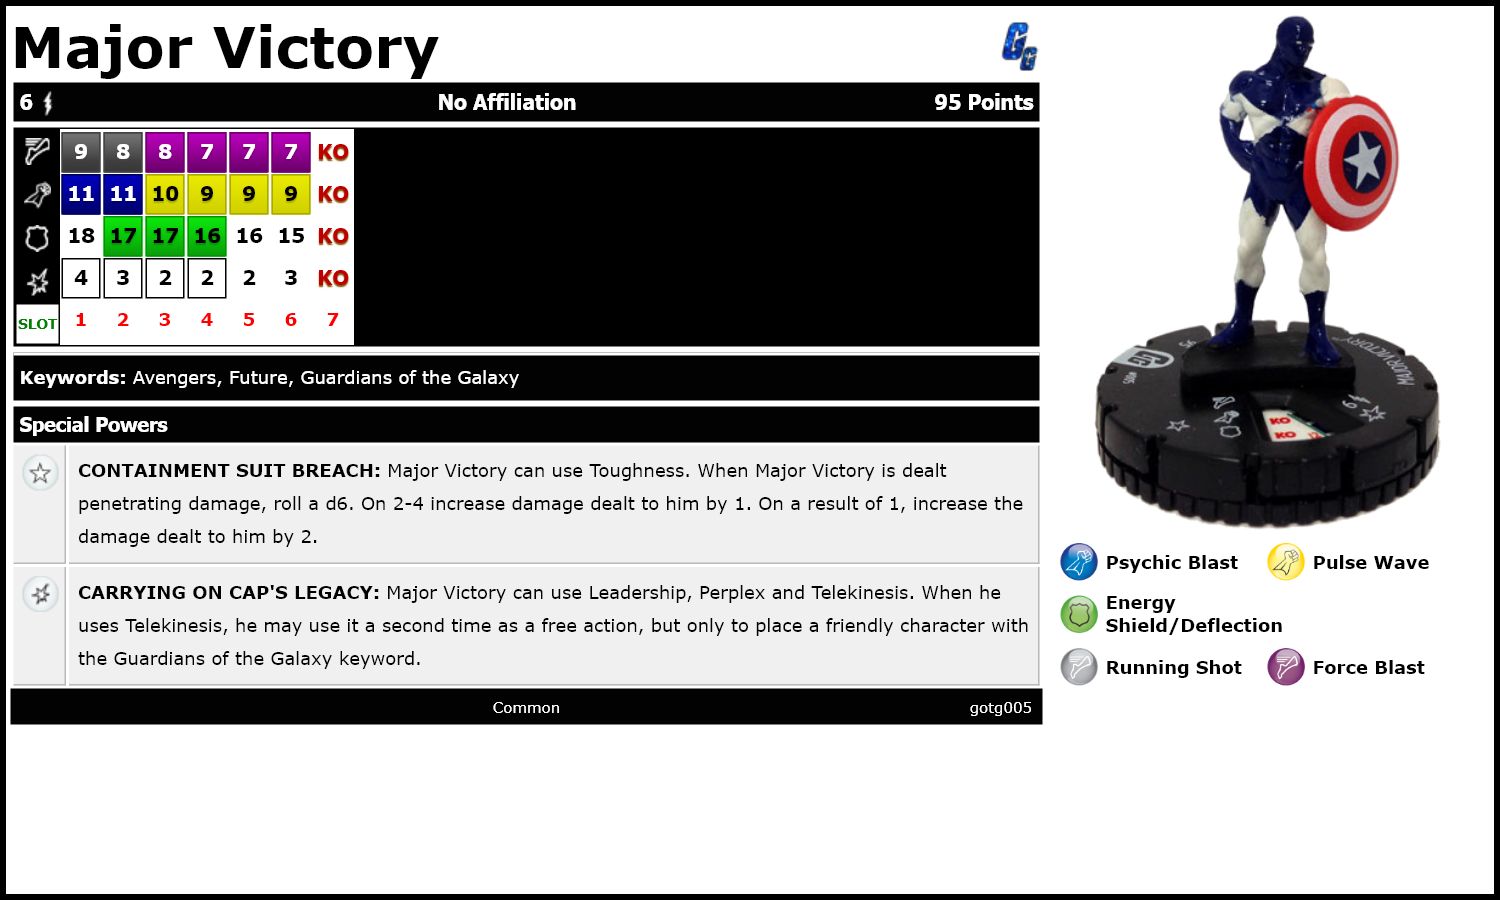 Major Victory
GG
6 No Affiliation 95 Points
9 8 8 7 7 7 KO
11 11 10 9 9 9 KO
18 17 17 16 16 15 KO
4 3 2 2 2 3 KO
SLOT 1 2 3 4 5 6 7
Keywords: Avengers, Future, Guardians of the Galaxy
Special Powers
CONTAINMENT SUIT BREACH: Major Victory can use Toughness. When Major Victory is dealt
penetrating damage, roll a d6. On 2-4 increase damage dealt to him by 1. On a result of 1, increase the
damage dealt to him by 2.
CARRYING ON CAP'S LEGACY: Major Victory can use Leadership, Perplex and Telekinesis. When he
uses Telekinesis, he may use it a second time as a free action, but only to place a friendly character with
the Guardians of the Galaxy keyword.
Common gotg005
95
#005
MAJOR VICTORY
6
KO
KO
Psychic Blast Pulse Wave
Energy
Shield/Deflection
Running Shot Force Blast